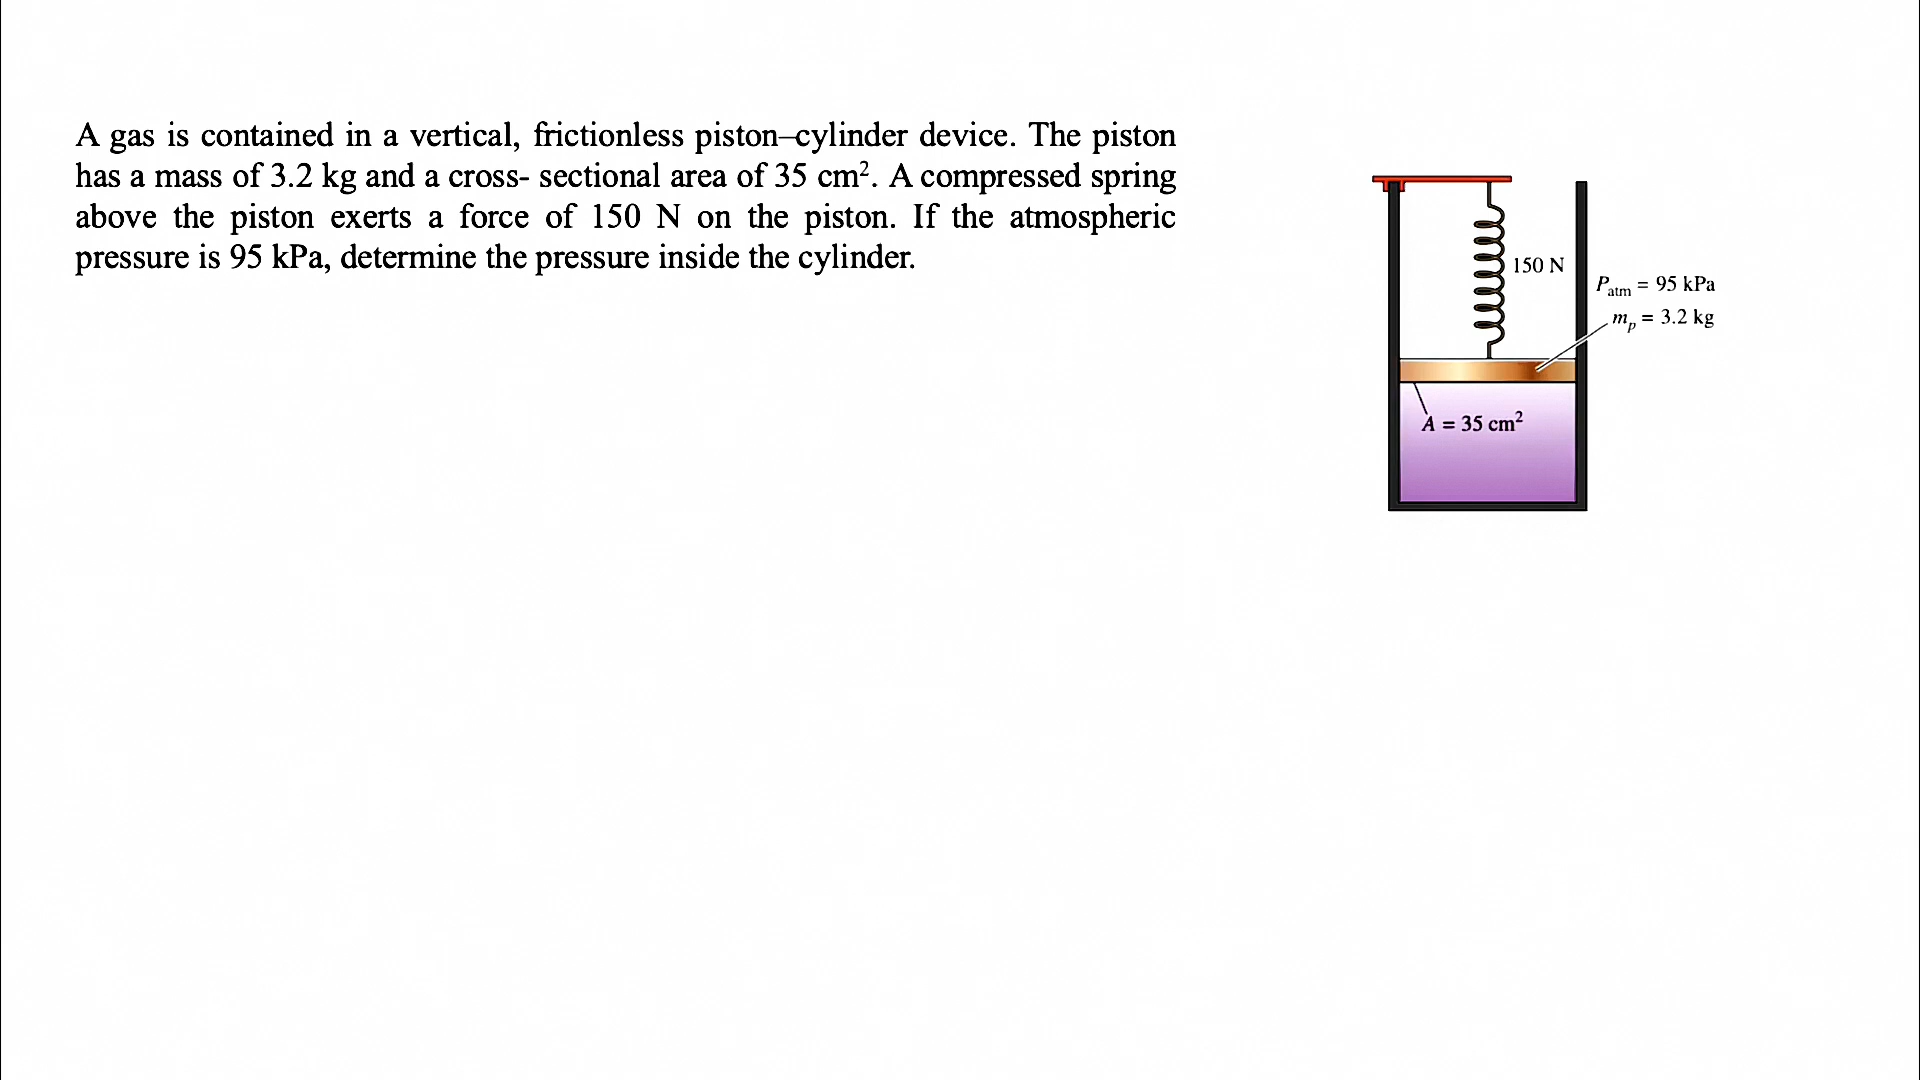 A gas is contained in a vertical, frictionless piston–cylinder device. The piston
has a mass of 3.2 kg and a cross- sectional area of 35 cm². A compressed spring
above the piston exerts a force of 150 N on the piston. If the atmospheric
pressure is 95 kPa, determine the pressure inside the cylinder.
150 N
Patm = 95 kPa
mp = 3.2 kg
A = 35 cm²